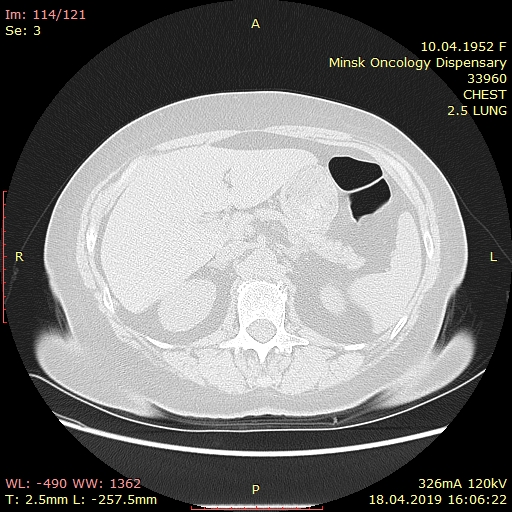 Im: 114/121
Se: 3
A
10.04.1952 F
Minsk Oncology Dispensary
33960
CHEST
2.5 LUNG
R
L
WL: -490 WW: 1362
T: 2.5mm L: -257.5mm
P
326mA 120kV
18.04.2019 16:06:22